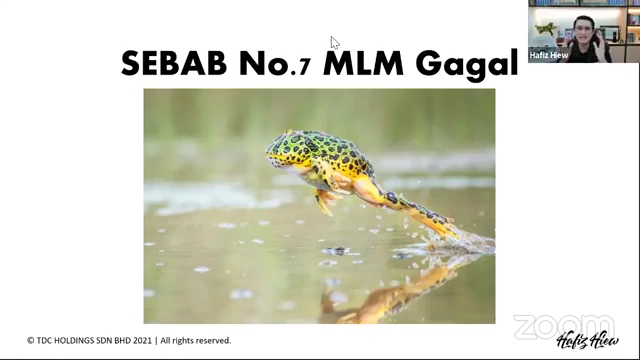 SEBAB No.7 MLM Gagal
Hafiz Hiew
zoom
© TDC HOLDINGS SDN BHD 2021 | All rights reserved.
Hafiz Hiew